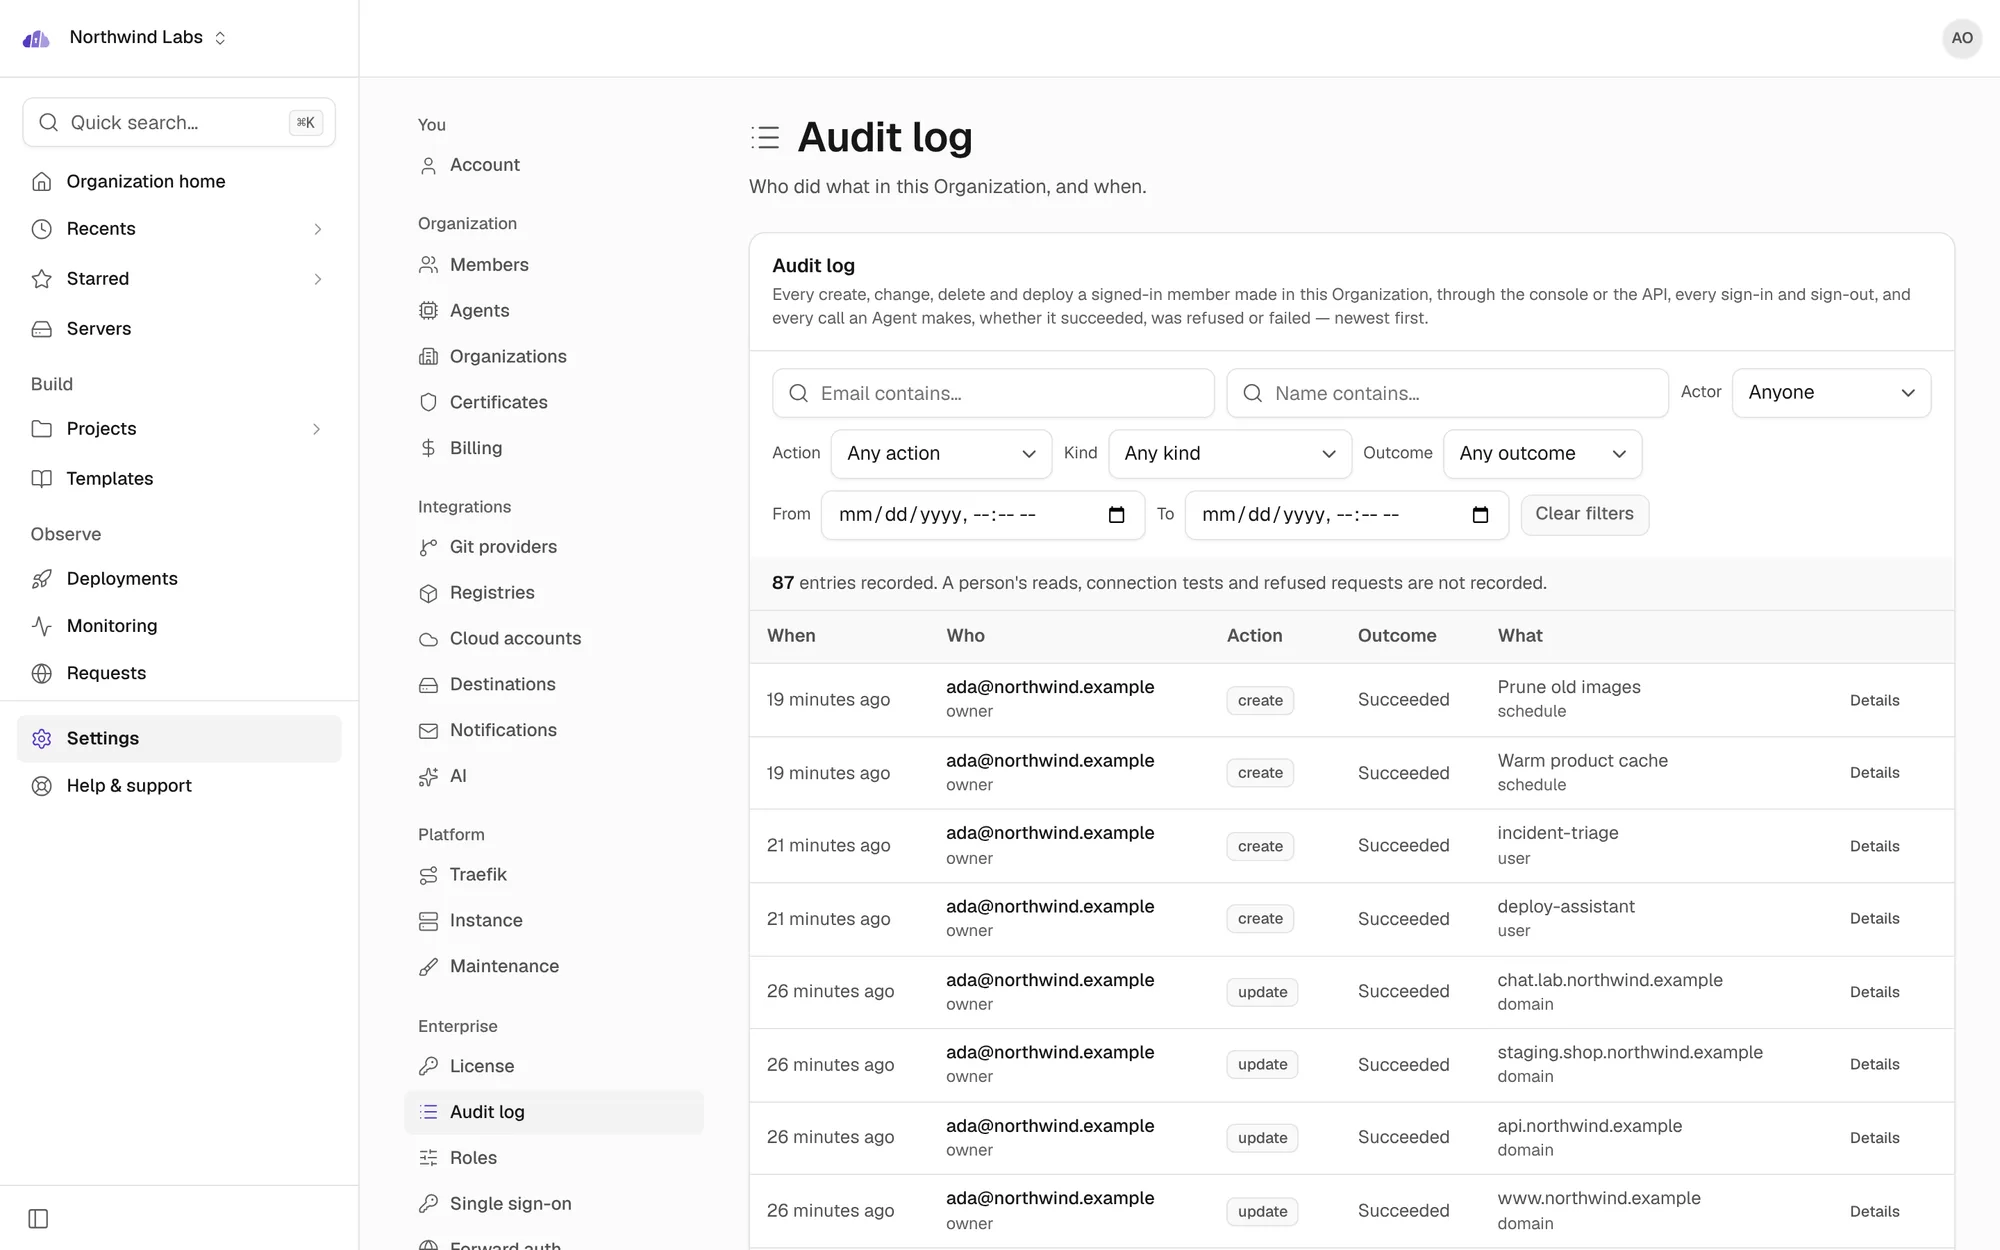 Northwind Labs
AO
Quick search...
⌘K
Organization home
Recents
Starred
Servers
Build
Projects
Templates
Observe
Deployments
Monitoring
Requests
Settings
Help & support
You
Account
Organization
Members
Agents
Organizations
Certificates
Billing
Integrations
Git providers
Registries
Cloud accounts
Destinations
Notifications
AI
Platform
Traefik
Instance
Maintenance
Enterprise
License
Audit log
Roles
Single sign-on
Forward auth
Audit log
Who did what in this Organization, and when.
Audit log
Every create, change, delete and deploy a signed-in member made in this Organization, through the console or the API, every sign-in and sign-out, and
every call an Agent makes, whether it succeeded, was refused or failed — newest first.
Email contains...
Name contains...
Actor Anyone
Action Any action Kind Any kind Outcome Any outcome
From mm/dd/yyyy, --:-- -- To mm/dd/yyyy, --:-- -- Clear filters
87 entries recorded. A person's reads, connection tests and refused requests are not recorded.
When Who Action Outcome What
19 minutes ago ada@northwind.example owner create Succeeded Prune old images schedule Details
19 minutes ago ada@northwind.example owner create Succeeded Warm product cache schedule Details
21 minutes ago ada@northwind.example owner create Succeeded incident-triage user Details
21 minutes ago ada@northwind.example owner create Succeeded deploy-assistant user Details
26 minutes ago ada@northwind.example owner update Succeeded chat.lab.northwind.example domain Details
26 minutes ago ada@northwind.example owner update Succeeded staging.shop.northwind.example domain Details
26 minutes ago ada@northwind.example owner update Succeeded api.northwind.example domain Details
26 minutes ago ada@northwind.example owner update Succeeded www.northwind.example domain Details